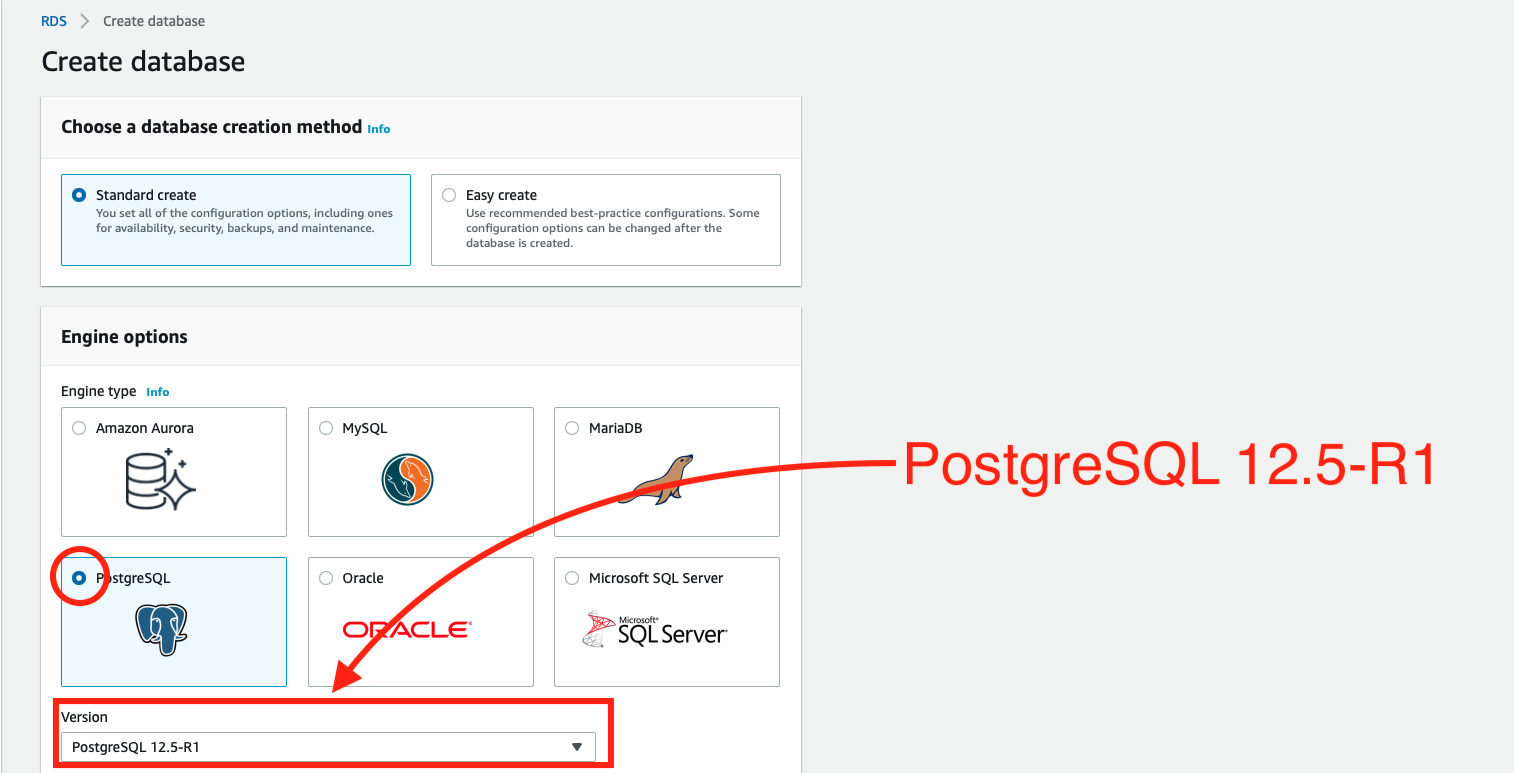 RDS > Create database
Create database
Choose a database creation method Info
Standard create
You set all of the configuration options, including ones
for availability, security, backups, and maintenance.
Easy create
Use recommended best-practice configurations. Some
configuration options can be changed after the
database is created.
Engine options
Engine type Info
Amazon Aurora
MySQL
MariaDB
PostgreSQL 12.5-R1
PostgreSQL
Oracle
ORACLE®
Microsoft SQL Server
Microsoft®
SQL Server®
Version
PostgreSQL 12.5-R1